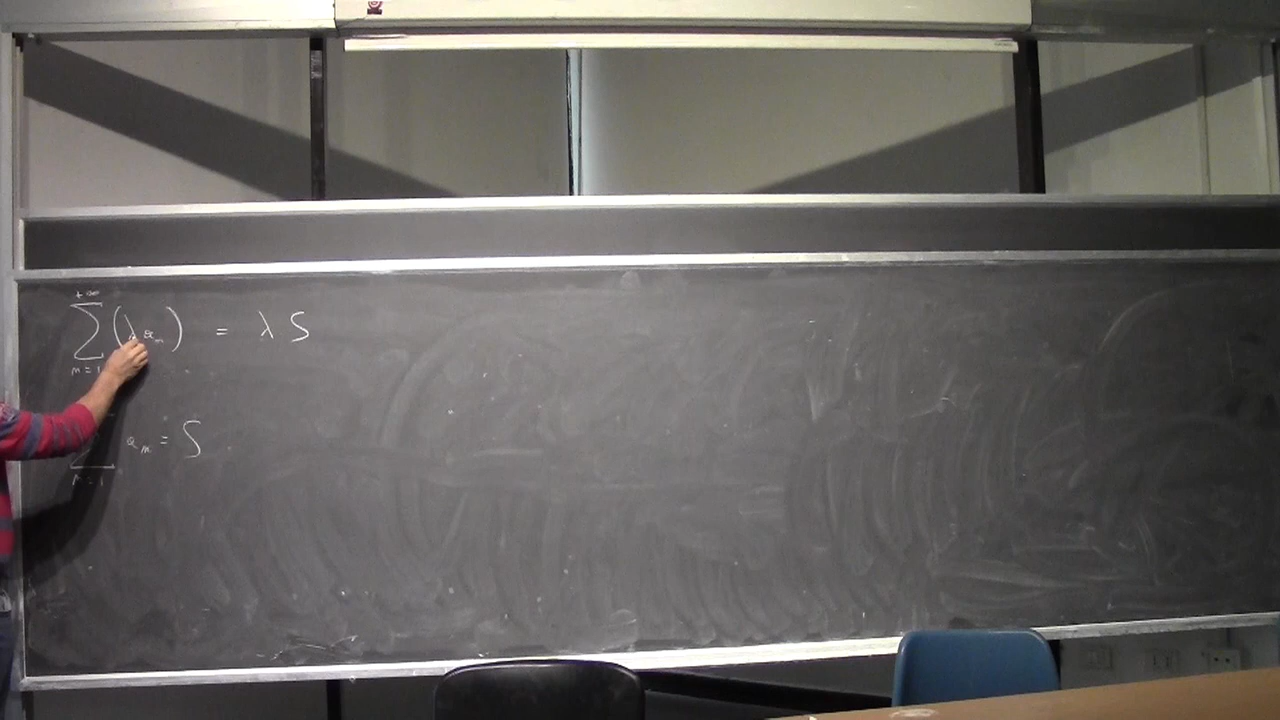 +∞
∑ (λ a_m) = λ S
m=1
∑ a_m = S
m=1